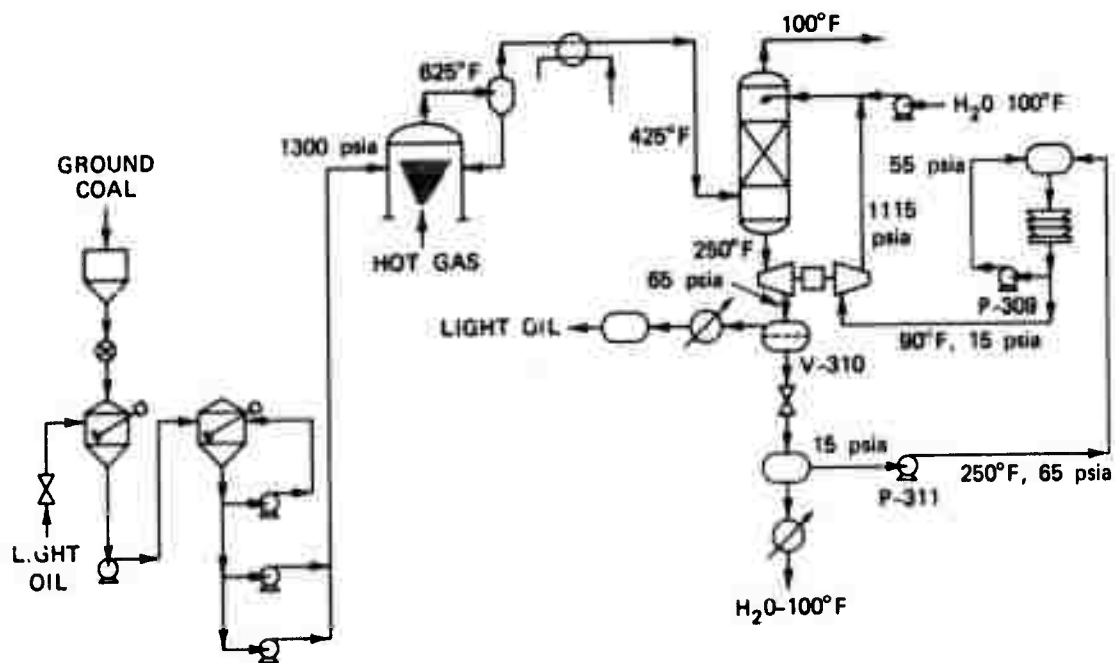 100°F
625°F
H₂O 100°F
425°F
1300 psia
55 psia
GROUND
COAL
1115
psia
250°F
HOT GAS
65 psia
P-309
LIGHT OIL
90°F, 15 psia
V-310
15 psia
250°F, 65 psia
P-311
LIGHT
OIL
H₂O-100°F